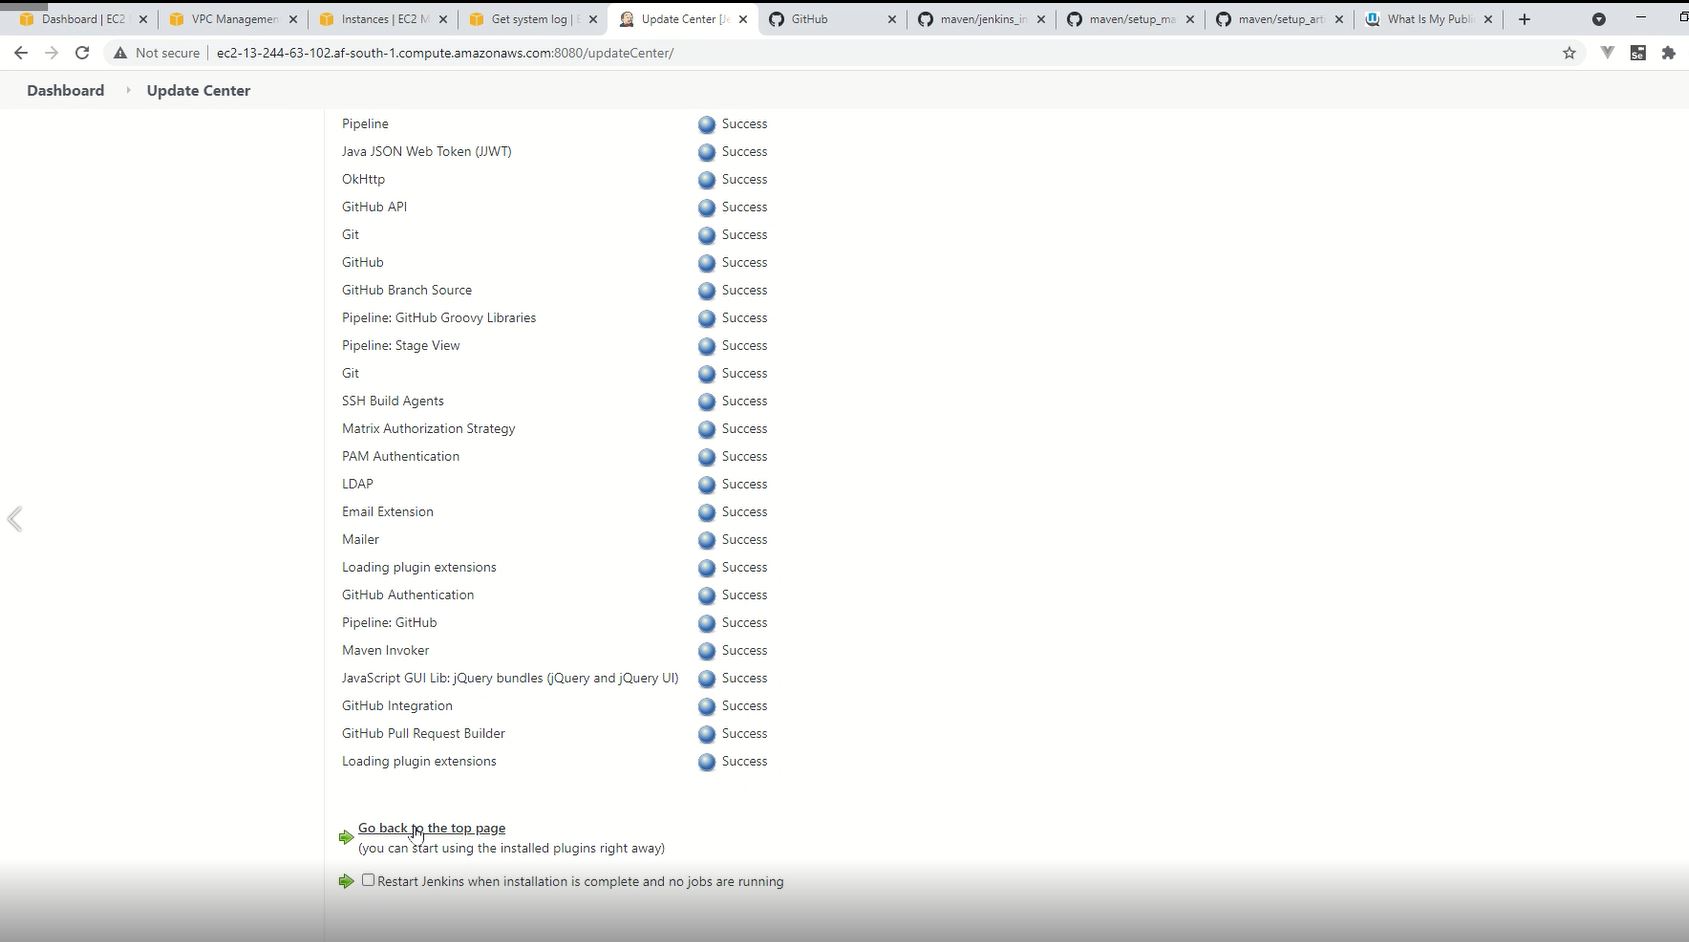 Dashboard | EC2
VPC Managemen
Instances | EC2 M
Get system log | E
Update Center [Je
GitHub
maven/jenkins_in
maven/setup_ma
maven/setup_art
What Is My Publi
Not secure
ec2-13-244-63-102.af-south-1.compute.amazonaws.com:8080/updateCenter/
Se
Dashboard Update Center
Pipeline Success
Java JSON Web Token (JJWT) Success
OkHttp Success
GitHub API Success
Git Success
GitHub Success
GitHub Branch Source Success
Pipeline: GitHub Groovy Libraries Success
Pipeline: Stage View Success
Git Success
SSH Build Agents Success
Matrix Authorization Strategy Success
PAM Authentication Success
LDAP Success
Email Extension Success
Mailer Success
Loading plugin extensions Success
GitHub Authentication Success
Pipeline: GitHub Success
Maven Invoker Success
JavaScript GUI Lib: jQuery bundles (jQuery and jQuery UI) Success
GitHub Integration Success
GitHub Pull Request Builder Success
Loading plugin extensions Success
Go back to the top page
(you can start using the installed plugins right away)
Restart Jenkins when installation is complete and no jobs are running